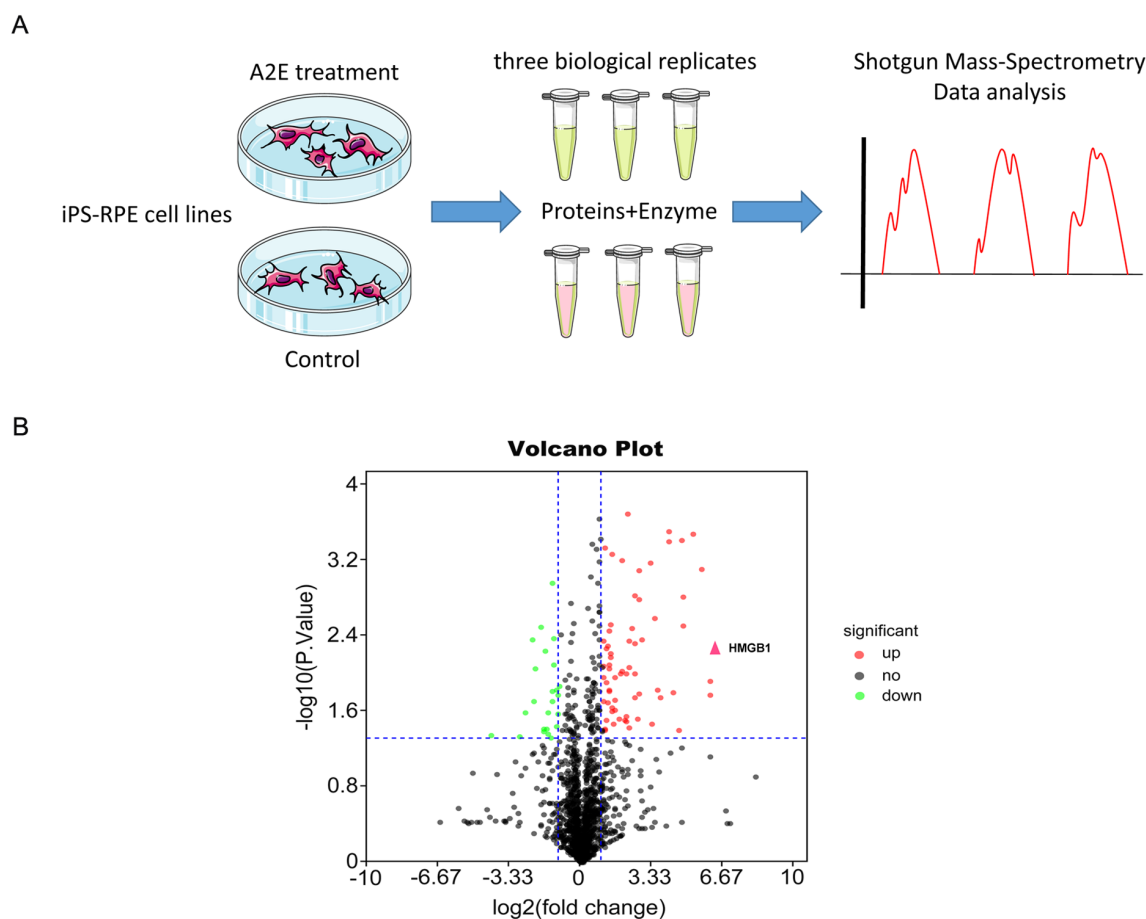 A
A2E treatment
three biological replicates
Shotgun Mass-Spectrometry
Data analysis
iPS-RPE cell lines
Proteins+Enzyme
Control
B
Volcano Plot
4
3.2
2.4
1.6
0.8
0
-log10(P.Value)
HMGB1
significant
up
no
down
-10
-6.67
-3.33
0
3.33
6.67
10
log2(fold change)